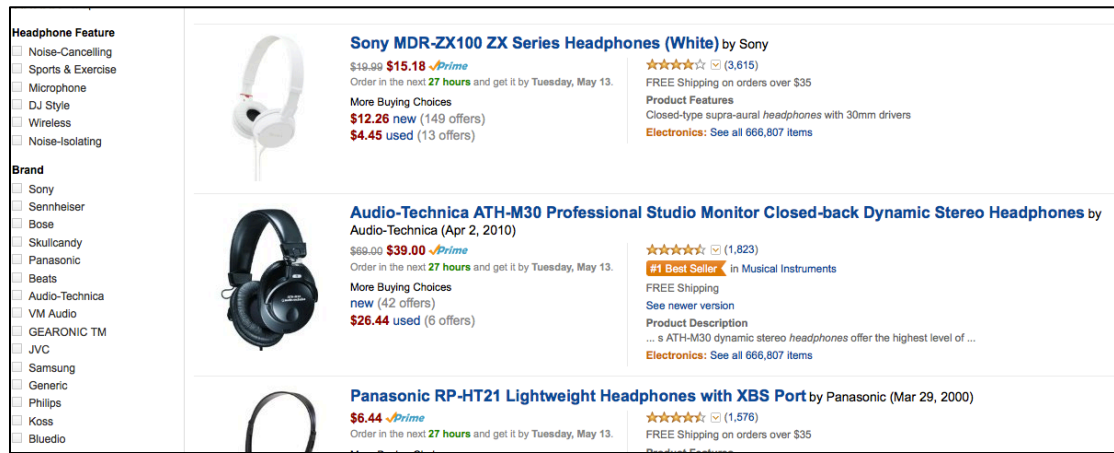 Headphone Feature
Noise-Cancelling
Sports & Exercise
Microphone
DJ Style
Wireless
Noise-Isolating
Brand
Sony
Sennheiser
Bose
Skullcandy
Panasonic
Beats
Audio-Technica
VM Audio
GEARONIC TM
JVC
Samsung
Generic
Philips
Koss
Bluedio
Sony MDR-ZX100 ZX Series Headphones (White) by Sony
$19.99 $15.18 Prime
Order in the next 27 hours and get it by Tuesday, May 13.
More Buying Choices
$12.26 new (149 offers)
$4.45 used (13 offers)
(3,615)
FREE Shipping on orders over $35
Product Features
Closed-type supra-aural headphones with 30mm drivers
Electronics: See all 666,807 items
Audio-Technica ATH-M30 Professional Studio Monitor Closed-back Dynamic Stereo Headphones by
Audio-Technica (Apr 2, 2010)
$69.00 $39.00 Prime
Order in the next 27 hours and get it by Tuesday, May 13.
More Buying Choices
new (42 offers)
$26.44 used (6 offers)
(1,823)
#1 Best Seller in Musical Instruments
FREE Shipping
See newer version
Product Description
... s ATH-M30 dynamic stereo headphones offer the highest level of ...
Electronics: See all 666,807 items
Panasonic RP-HT21 Lightweight Headphones with XBS Port by Panasonic (Mar 29, 2000)
$6.44 Prime
Order in the next 27 hours and get it by Tuesday, May 13.
(1,576)
FREE Shipping on orders over $35